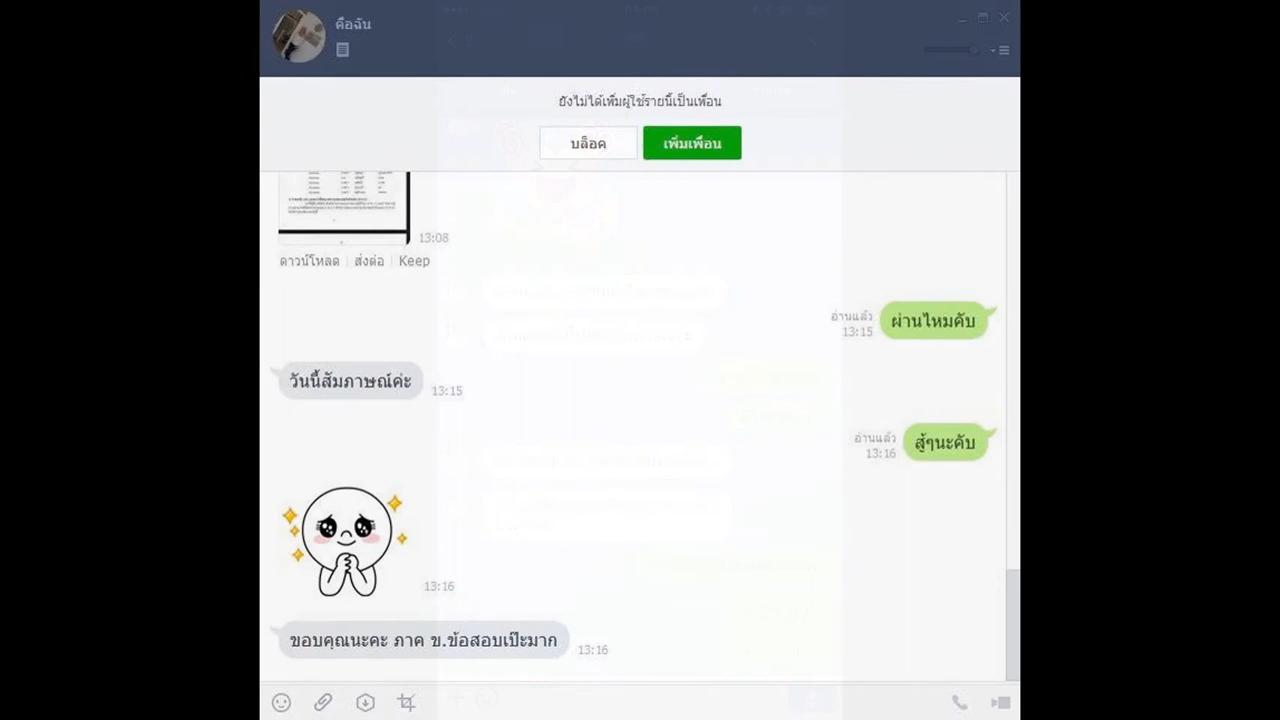 คือฉัน
ยังไม่ได้เพิ่มผู้ใช้รายนี้เป็นเพื่อน
บล็อค
เพิ่มเพื่อน
13:08
ดาวน์โหลด | ส่งต่อ | Keep
อ่านแล้ว
13:15
ผ่านไหมคับ
วันนี้สัมภาษณ์ค่ะ
13:15
อ่านแล้ว
13:16
สู้ๆนะคับ
13:16
ขอบคุณนะคะ ภาค ข.ข้อสอบเป๊ะมาก
13:16